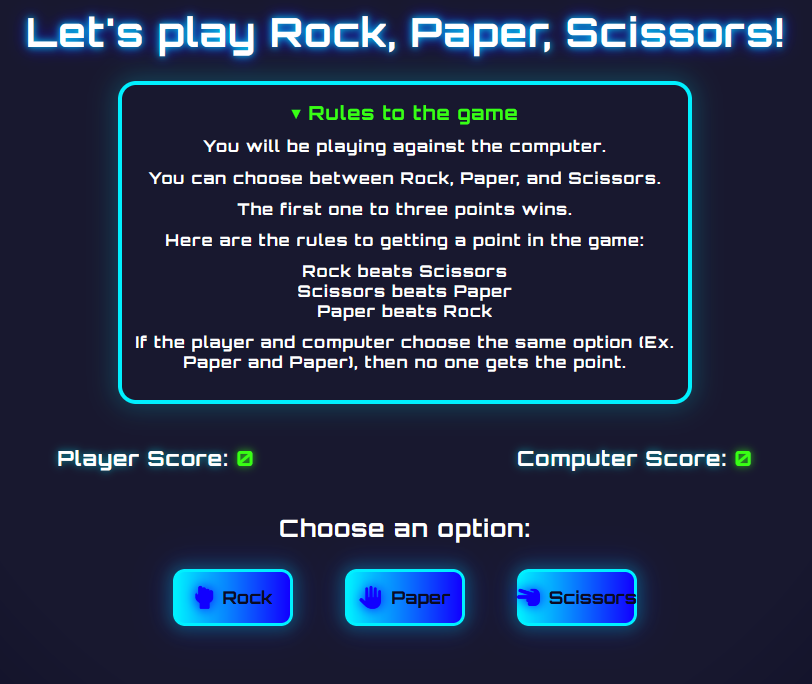 Let's play Rock, Paper, Scissors!
▼ Rules to the game
You will be playing against the computer.
You can choose between Rock, Paper, and Scissors.
The first one to three points wins.
Here are the rules to getting a point in the game:
Rock beats Scissors
Scissors beats Paper
Paper beats Rock
If the player and computer choose the same option (Ex.
Paper and Paper), then no one gets the point.
Player Score: 0
Computer Score: 0
Choose an option:
Rock
Paper
Scissors